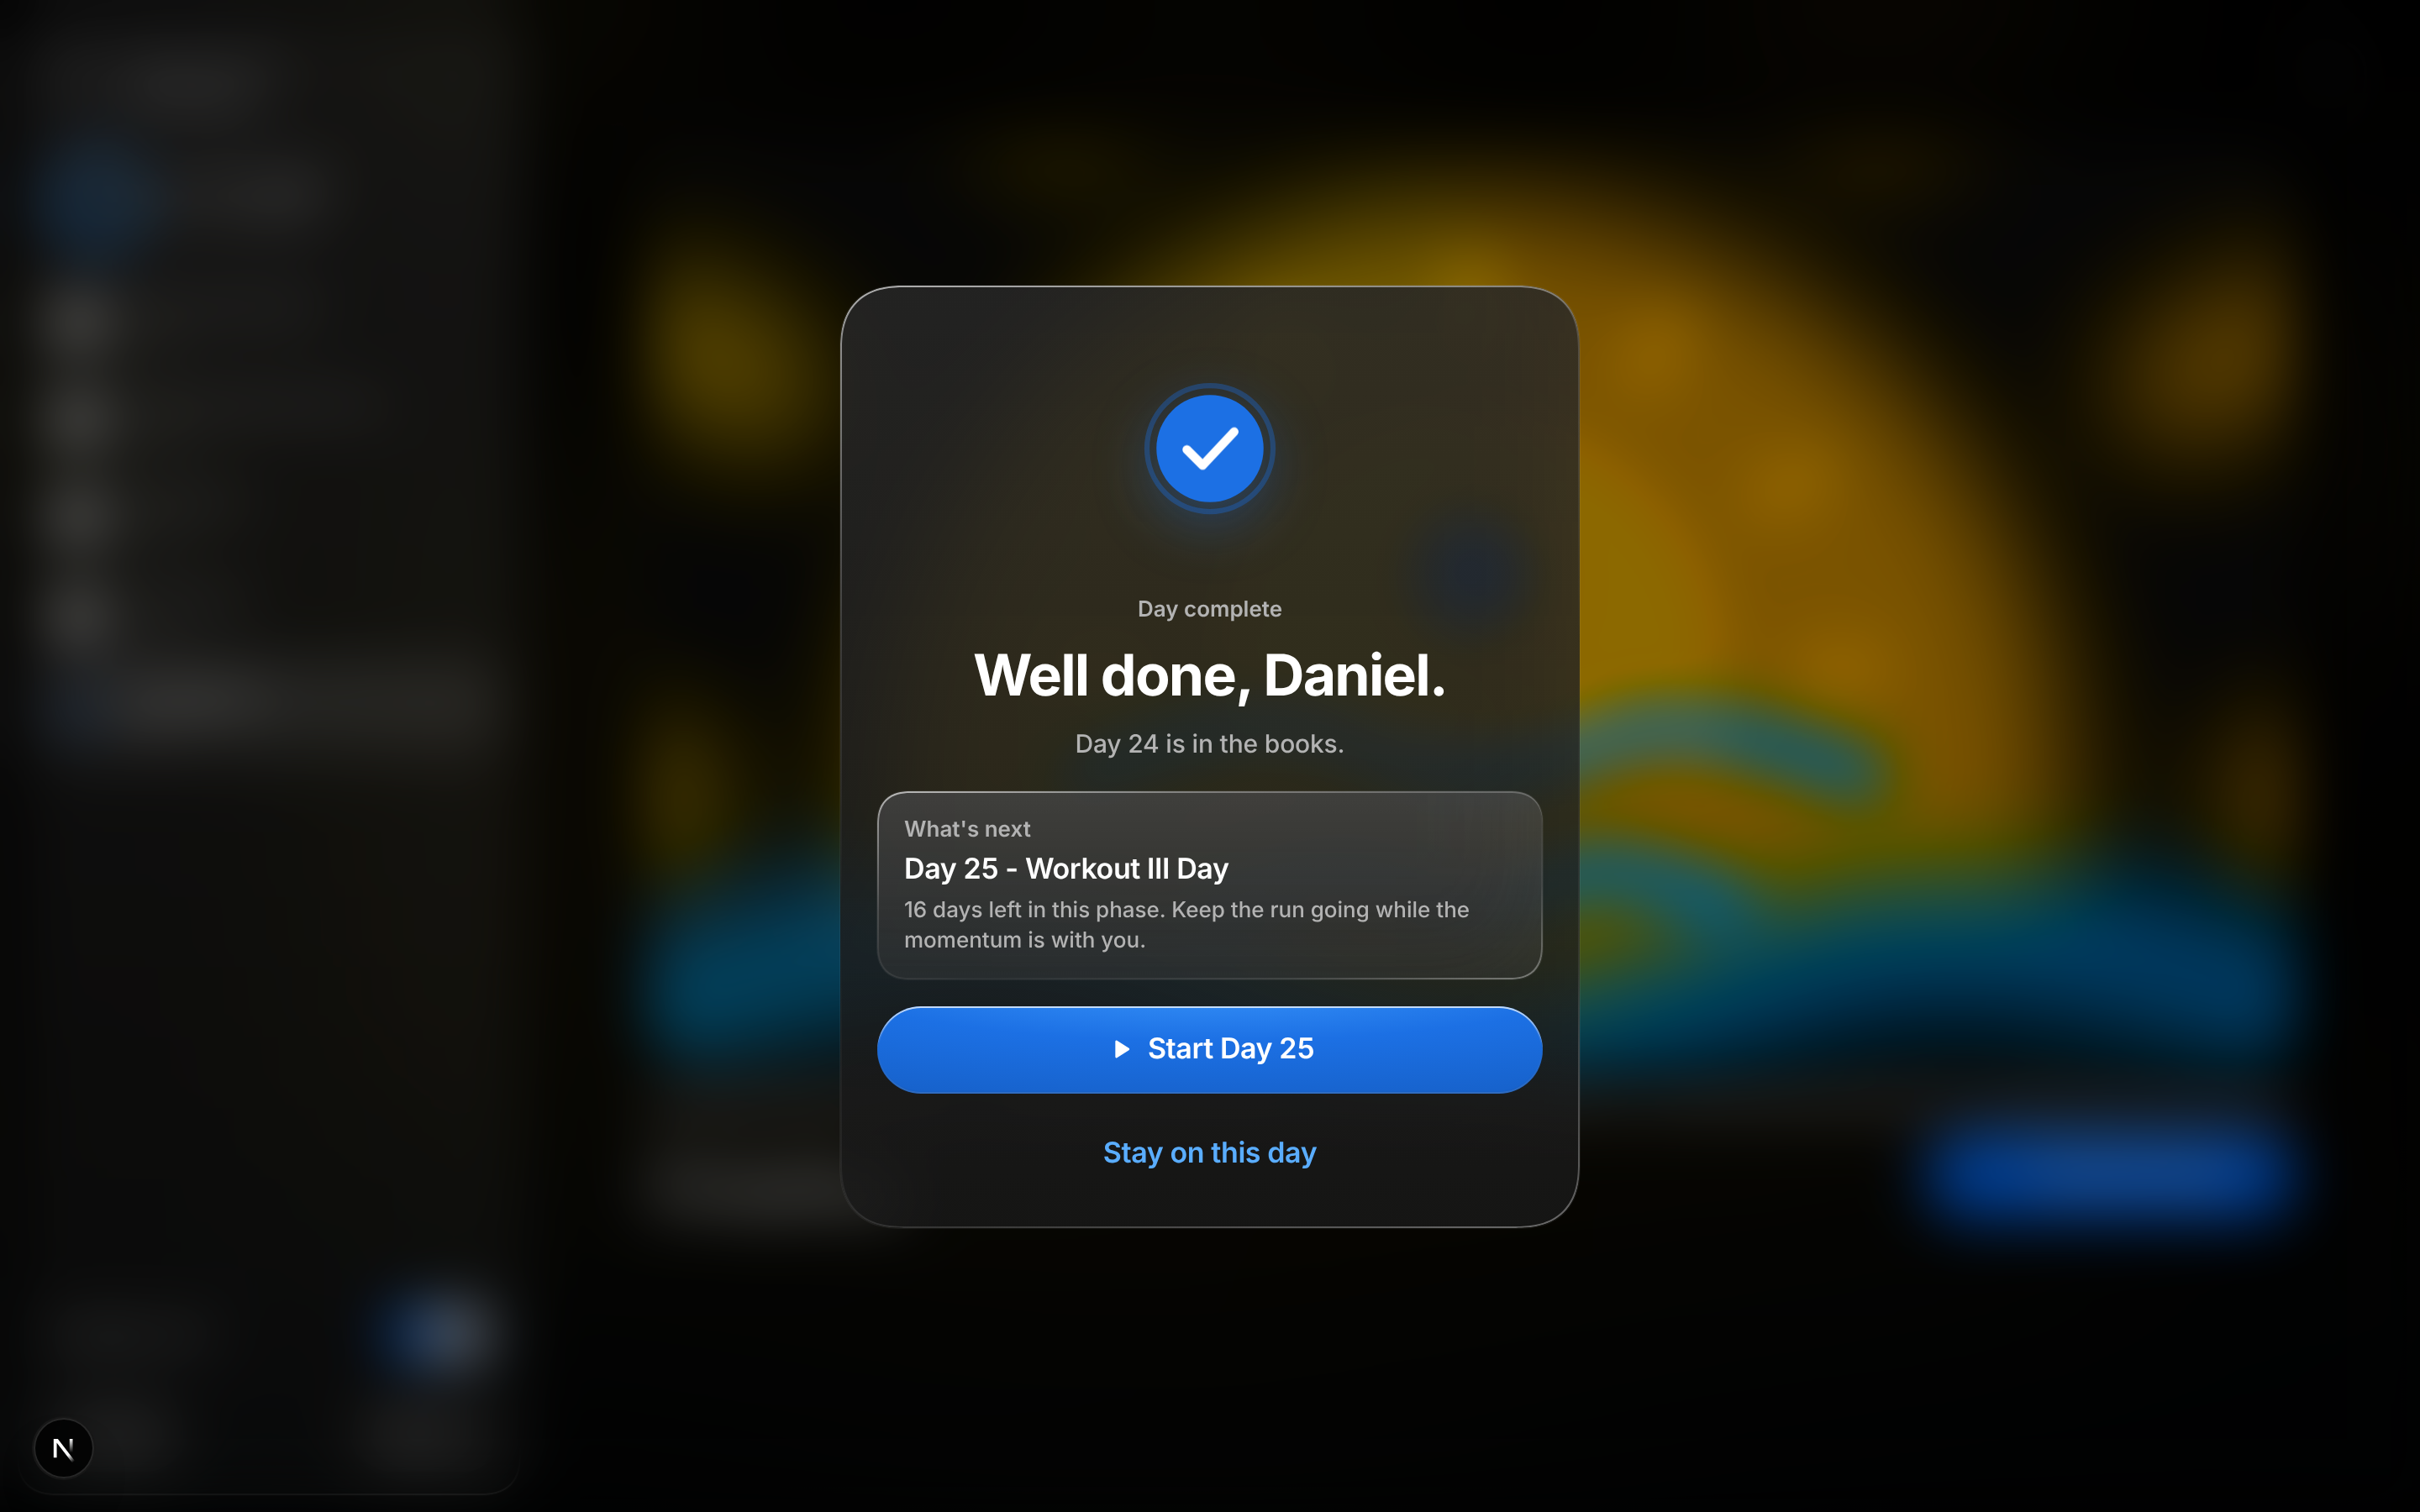 Day complete
Well done, Daniel.
Day 24 is in the books.
What's next
Day 25 - Workout III Day
16 days left in this phase. Keep the run going while the
momentum is with you.
Start Day 25
Stay on this day
N